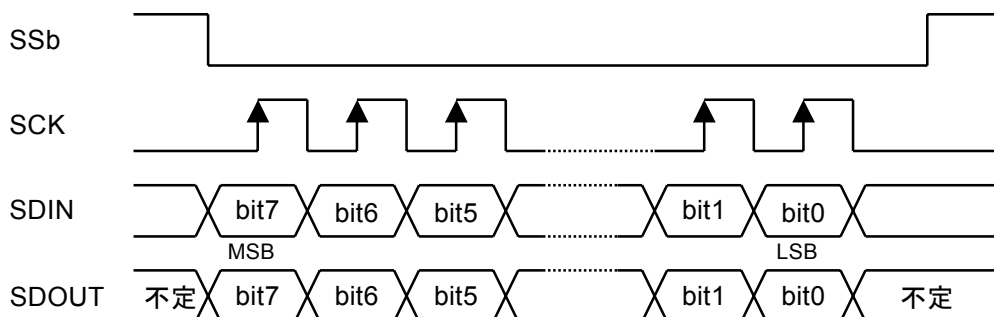 SSb
SCK
SDIN bit7 bit6 bit5 bit1 bit0
MSB LSB
SDOUT 不定 bit7 bit6 bit5 bit1 bit0 不定